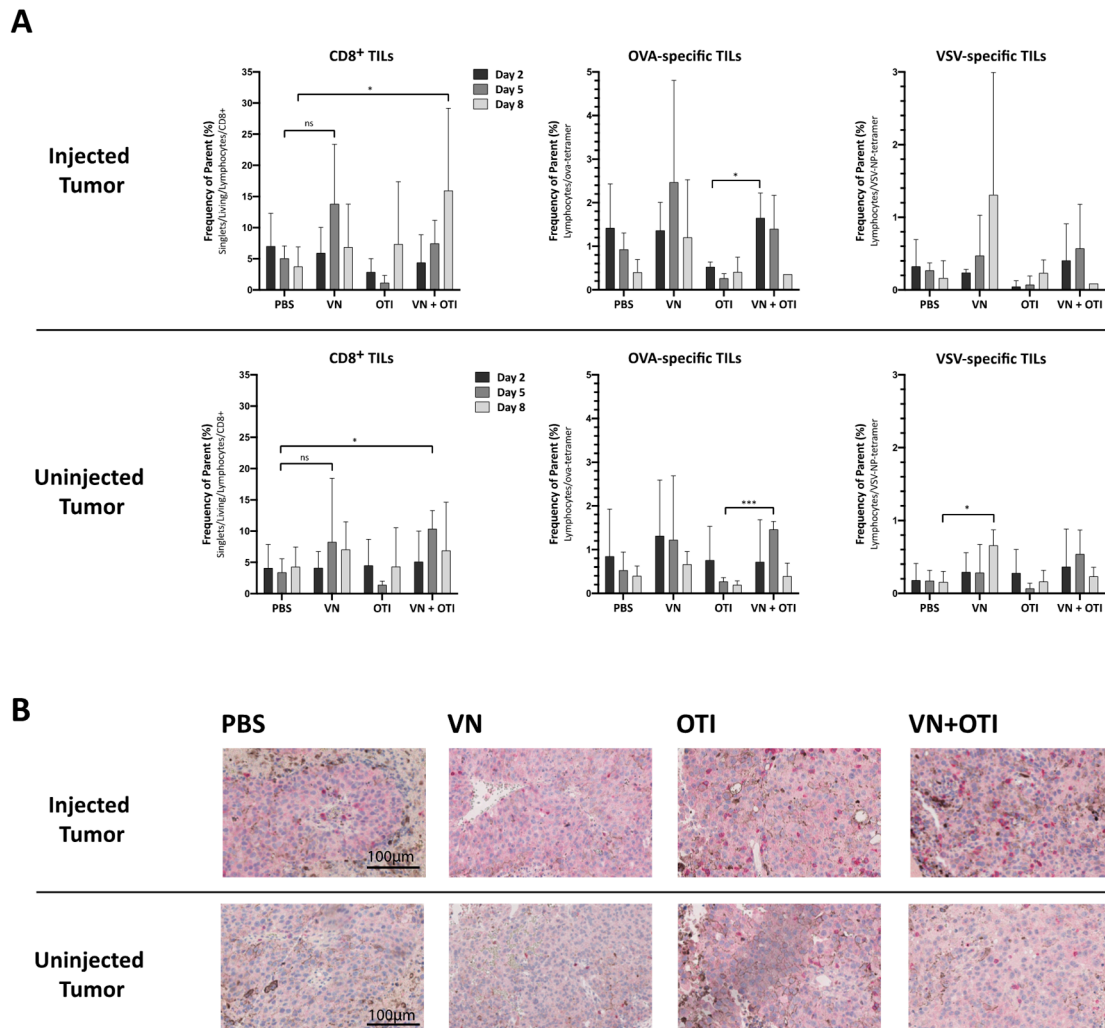 A
Injected
Tumor
CD8+ TILs
Frequency of Parent (%)
Singlets/Living/Lymphocytes/CD8+
35
30
25
20
15
10
5
0
ns
*
Day 2
Day 5
Day 8
PBS
VN
OTI
VN + OTI
OVA-specific TILs
Frequency of Parent (%)
Lymphocytes/ova-tetramer
5
4
3
2
1
0
*
PBS
VN
OTI
VN + OTI
VSV-specific TILs
Frequency of Parent (%)
Lymphocytes/VSV-NP-tetramer
3
2
1
0
PBS
VN
OTI
VN + OTI
Uninjected
Tumor
CD8+ TILs
Frequency of Parent (%)
Singlets/Living/Lymphocytes/CD8+
35
30
25
20
15
10
5
0
*
ns
Day 2
Day 5
Day 8
PBS
VN
OTI
VN + OTI
OVA-specific TILs
Frequency of Parent (%)
Lymphocytes/ova-tetramer
5
4
3
2
1
0
***
PBS
VN
OTI
VN + OTI
VSV-specific TILs
Frequency of Parent (%)
Lymphocytes/VSV-NP-tetramer
3
2
1
0
*
PBS
VN
OTI
VN + OTI
B
PBS
VN
OTI
VN+OTI
Injected
Tumor
100µm
Uninjected
Tumor
100µm